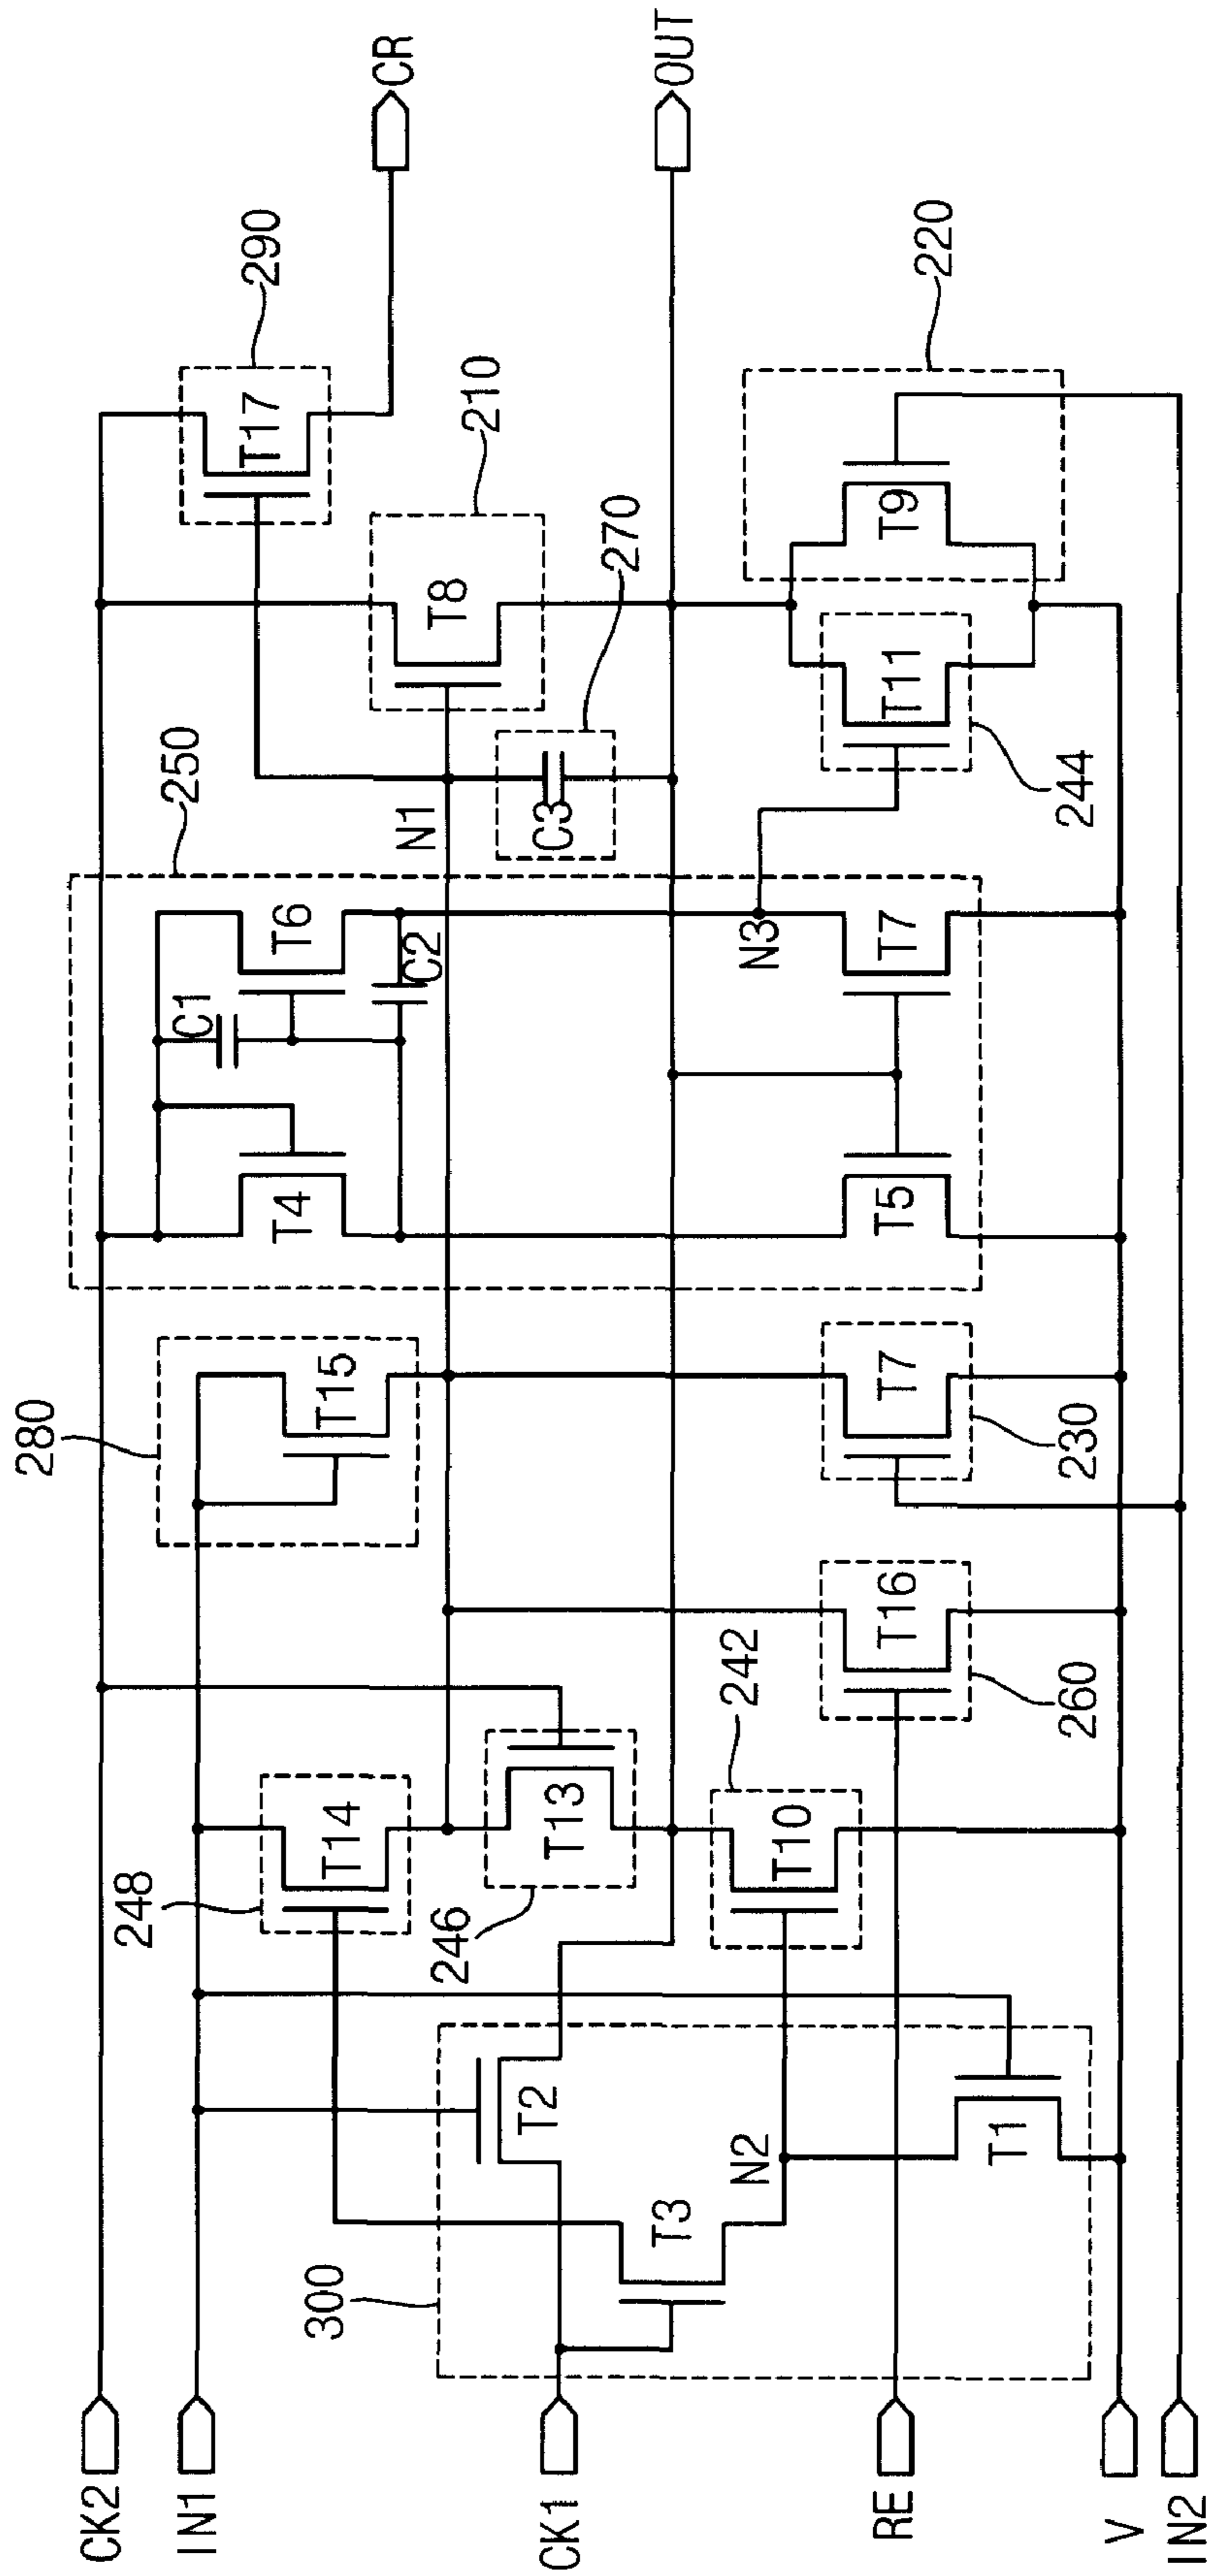 CK2
IN1
CK1
RE
V
IN2
300
T3
T2
N2
T1
248
T14
246
T13
242
T10
260
T16
280
T15
230
T7
250
T4
C1
T6
C2
T5
N3
T7
N1
270
C3
210
T8
290
T17
244
T11
220
T9
CR
OUT